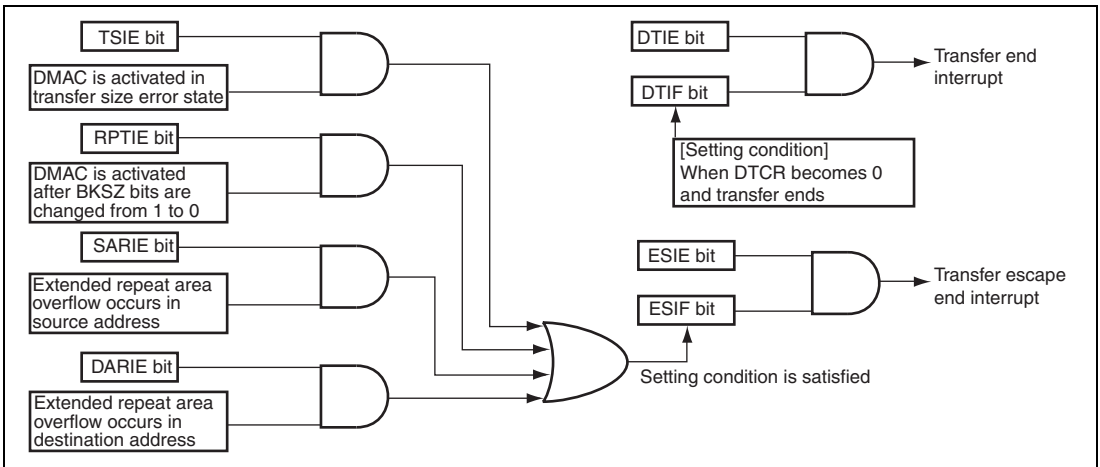 TSIE bit
DMAC is activated in
transfer size error state
RPTIE bit
DMAC is activated
after BKSZ bits are
changed from 1 to 0
SARIE bit
Extended repeat area
overflow occurs in
source address
DARIE bit
Extended repeat area
overflow occurs in
destination address
DTIE bit
DTIF bit
Transfer end
interrupt
[Setting condition]
When DTCR becomes 0
and transfer ends
ESIE bit
ESIF bit
Transfer escape
end interrupt
Setting condition is satisfied